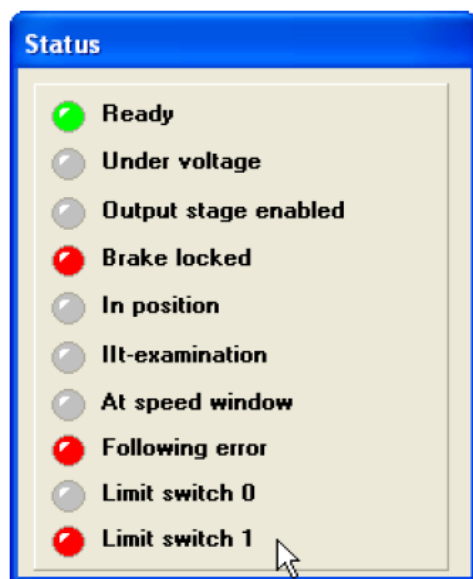 Status
Ready
Under voltage
Output stage enabled
Brake locked
In position
IIt-examination
At speed window
Following error
Limit switch 0
Limit switch 1